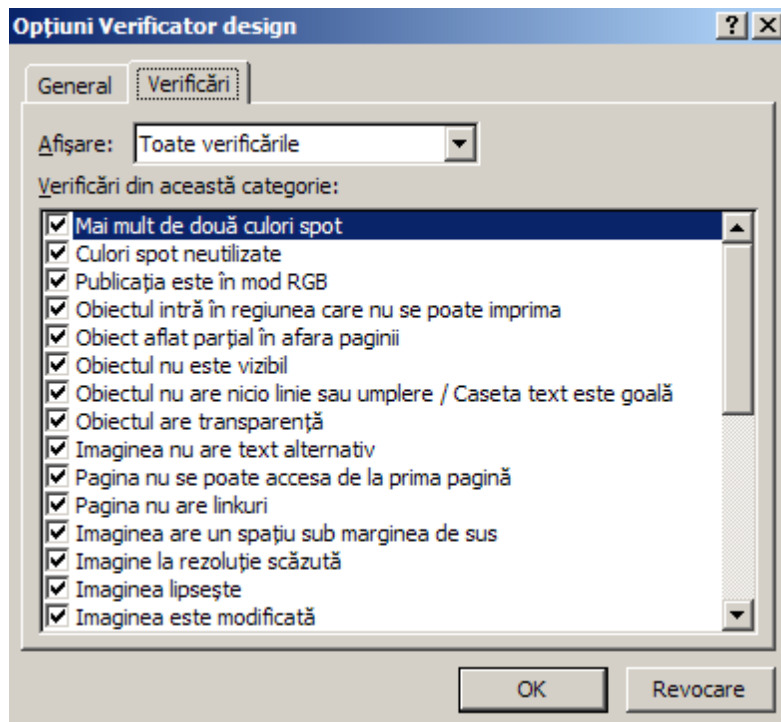 Opțiuni Verificator design
General
Verificări
Afișare:
Toate verificările
Verificări din această categorie:
Mai mult de două culori spot
Culori spot neutilizate
Publicația este în mod RGB
Obiectul intră în regiunea care nu se poate imprima
Obiect aflat parțial în afara paginii
Obiectul nu este vizibil
Obiectul nu are nicio linie sau umplere / Caseta text este goală
Obiectul are transparență
Imaginea nu are text alternativ
Pagina nu se poate accesa de la prima pagină
Pagina nu are linkuri
Imaginea are un spațiu sub marginea de sus
Imagine la rezoluție scăzută
Imaginea lipsește
Imaginea este modificată
OK
Revocare